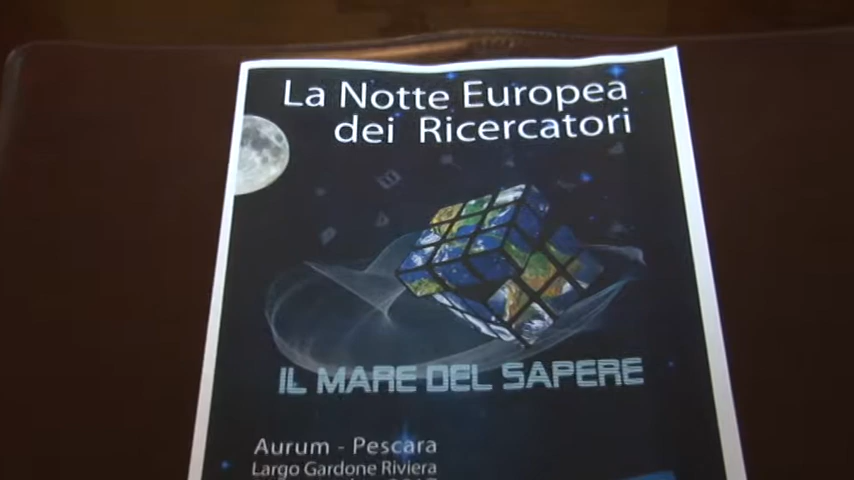 La Notte Europea
dei Ricercatori
IL MARE DEL SAPERE
Aurum - Pescara
Largo Gardone Riviera